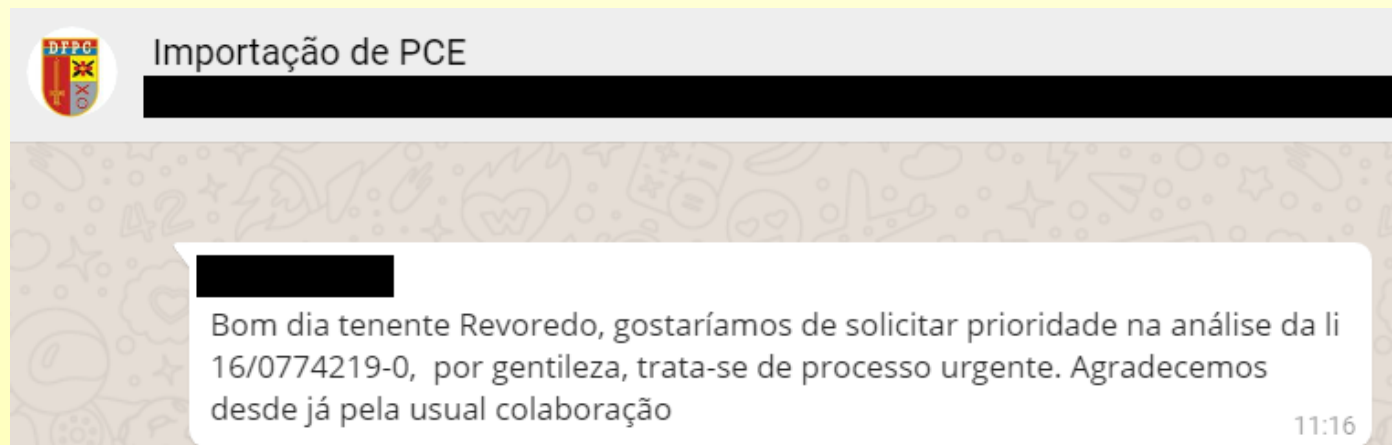 DFPC
Importação de PCE
Bom dia tenente Revoredo, gostaríamos de solicitar prioridade na análise da li
16/0774219-0,  por gentileza, trata-se de processo urgente. Agradecemos
desde já pela usual colaboração
11:16